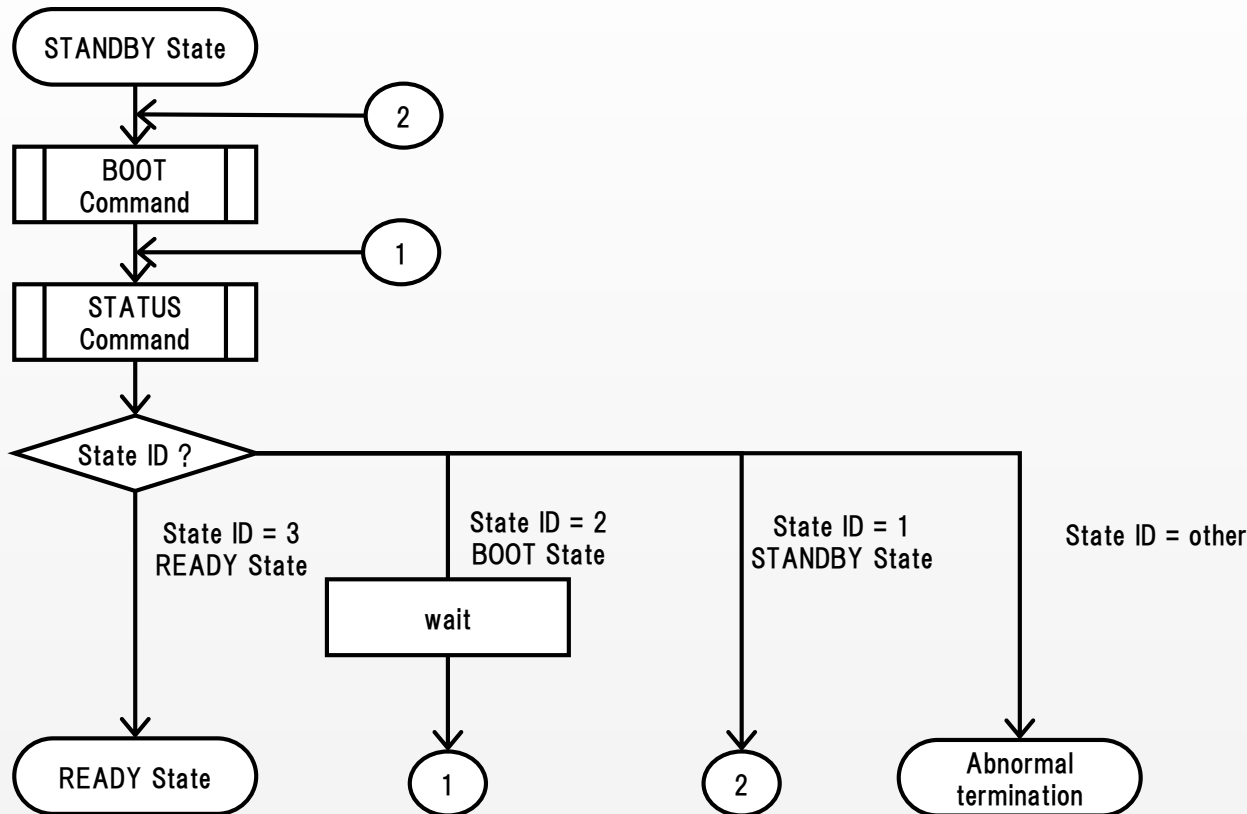 STANDBY State
2
BOOT
Command
1
STATUS
Command
State ID ?
State ID = 3
READY State
State ID = 2
BOOT State
State ID = 1
STANDBY State
State ID = other
wait
READY State
1
2
Abnormal
termination